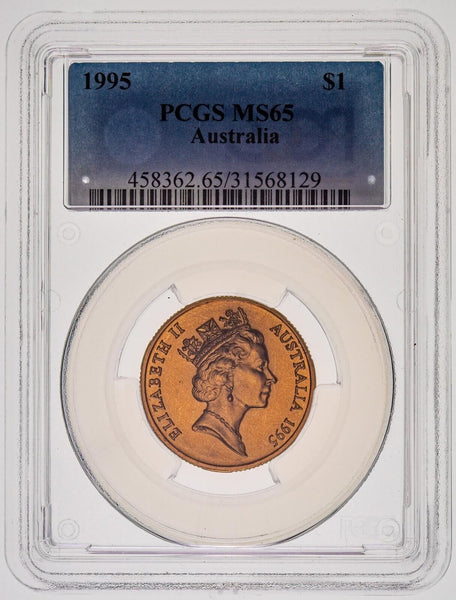 1995 $1
PCGS MS65
Australia
458362.65/31568129
ELIZABETH II AUSTRALIA 1995